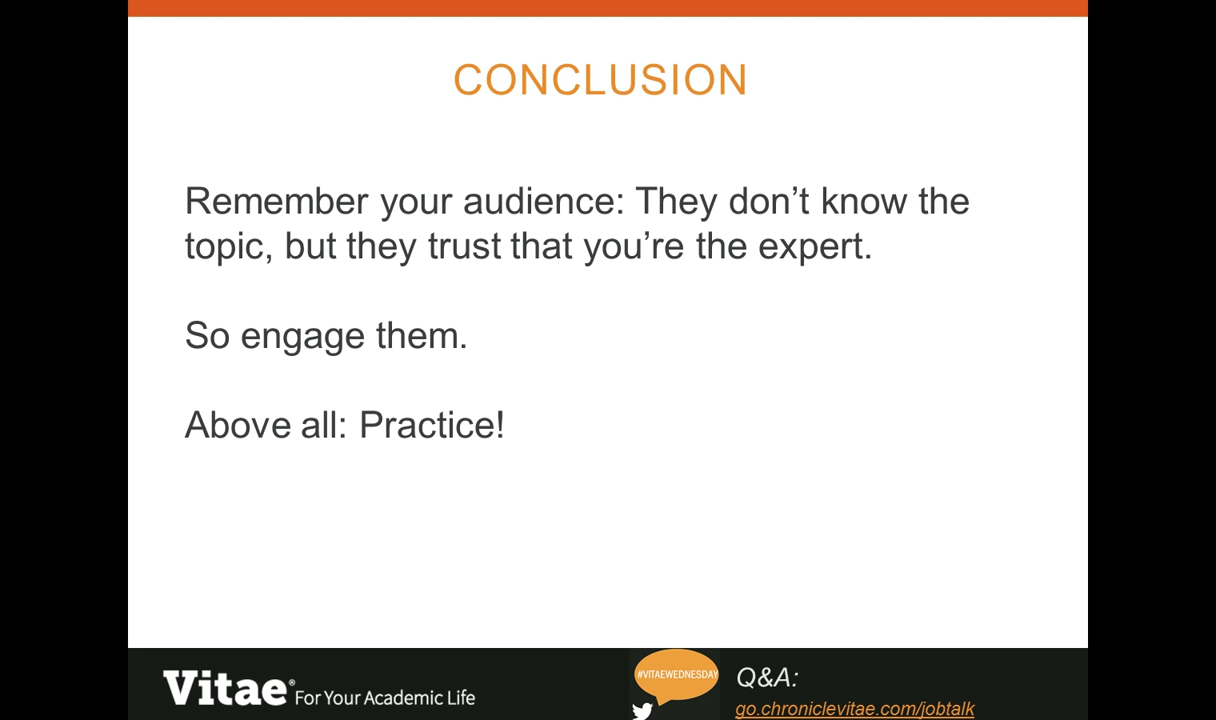 CONCLUSION
Remember your audience: They don’t know the
topic, but they trust that you’re the expert.
So engage them.
Above all: Practice!
Vitae® For Your Academic Life
#VITAEWEDNESDAY
Q&A:
go.chroniclevitae.com/jobtalk